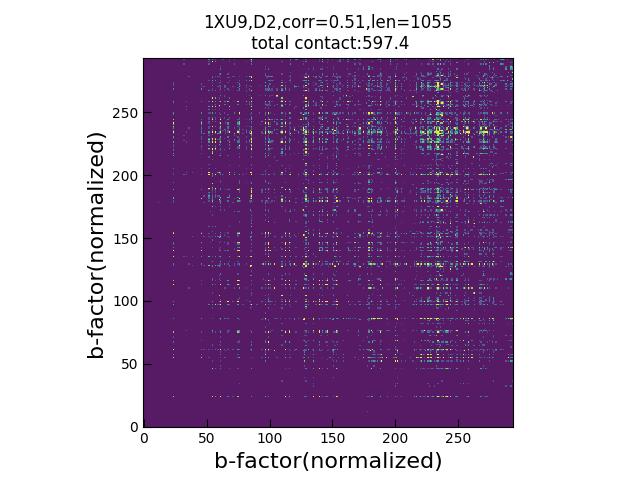 1XU9,D2,corr=0.51,len=1055
total contact:597.4
b-factor(normalized)
250
200
150
100
50
0
0 50 100 150 200 250
b-factor(normalized)